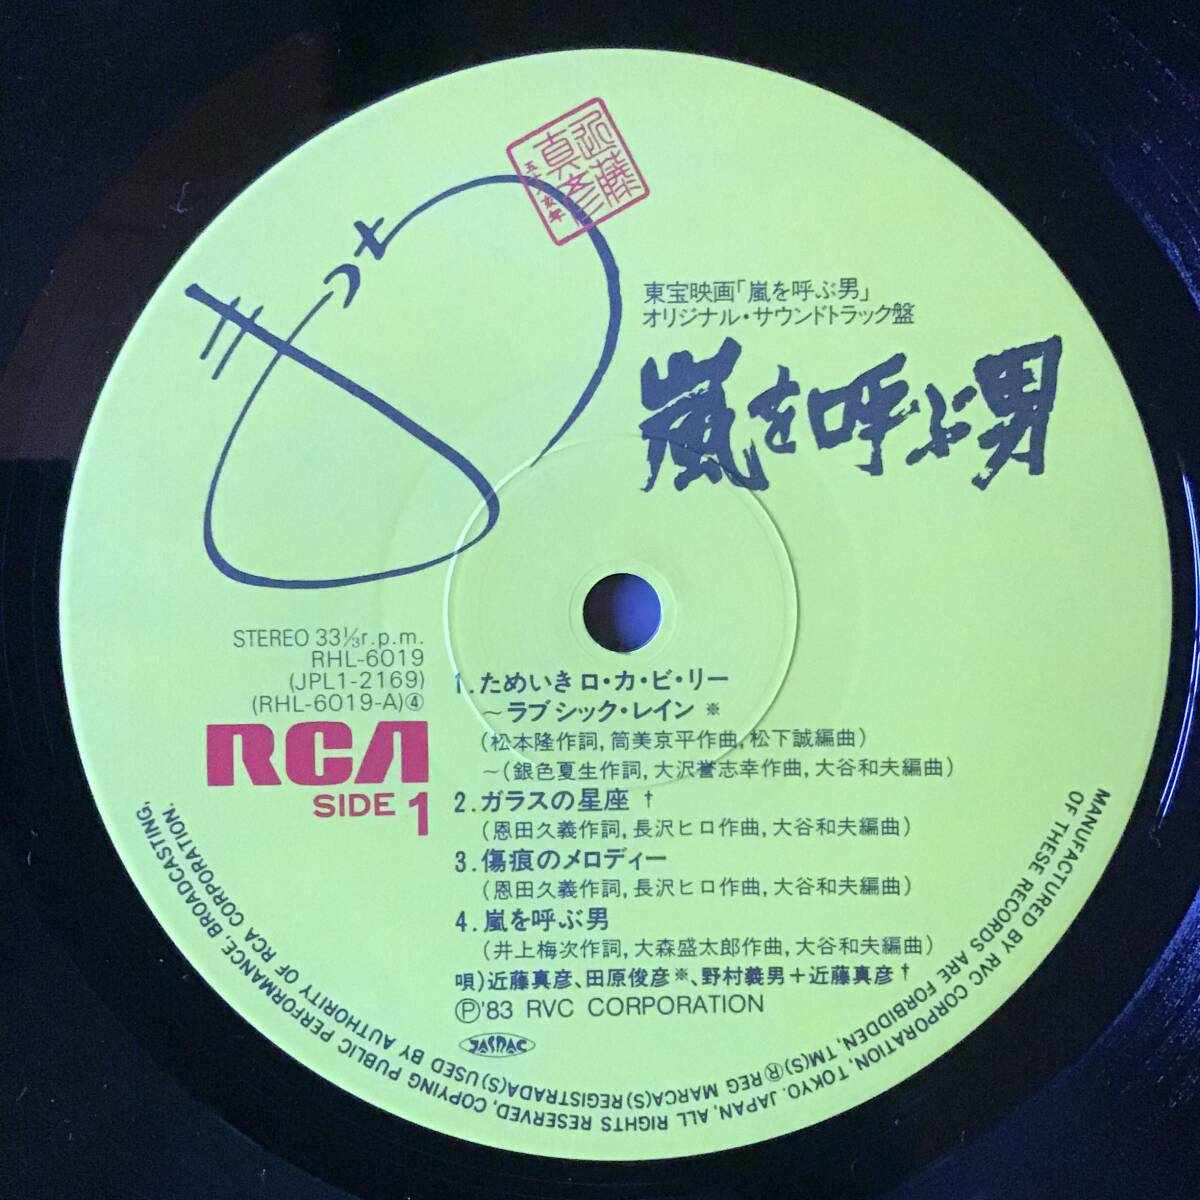 近藤
真彦
マッチ
東宝映画「嵐を呼ぶ男」
オリジナル・サウンドトラック盤
嵐を呼ぶ男
STEREO 33⅓r.p.m.
RHL-6019
(JPL1-2169)
(RHL-6019-A)④
RCA
SIDE 1
1. ためいきロ・カ・ビ・リー
〜ラブシック・レイン ※
(松本隆作詞, 筒美京平作曲, 松下誠編曲)
〜(銀色夏生作詞, 大沢誉志幸作曲, 大谷和夫編曲)
2. ガラスの星座 †
(恩田久義作詞, 長沢ヒロ作曲, 大谷和夫編曲)
3. 傷痕のメロディー
(恩田久義作詞, 長沢ヒロ作曲, 大谷和夫編曲)
4. 嵐を呼ぶ男
(井上梅次作詞, 大森盛太郎作曲, 大谷和夫編曲)
唄)近藤真彦、田原俊彦※、野村義男+近藤真彦†
Ⓟ'83 RVC CORPORATION
JASRAC
MANUFACTURED BY RVC CORPORATION, TOKYO. JAPAN, ALL RIGHTS RESERVED, COPYING PUBLIC PERFORMANCE BROADCASTING,
OF THESE RECORDS ARE FORBIDDEN, TM(S)Ⓡ REG MARCA(S) REGISTRADA(S) USED BY AUTHORITY OF RCA CORPORATION.